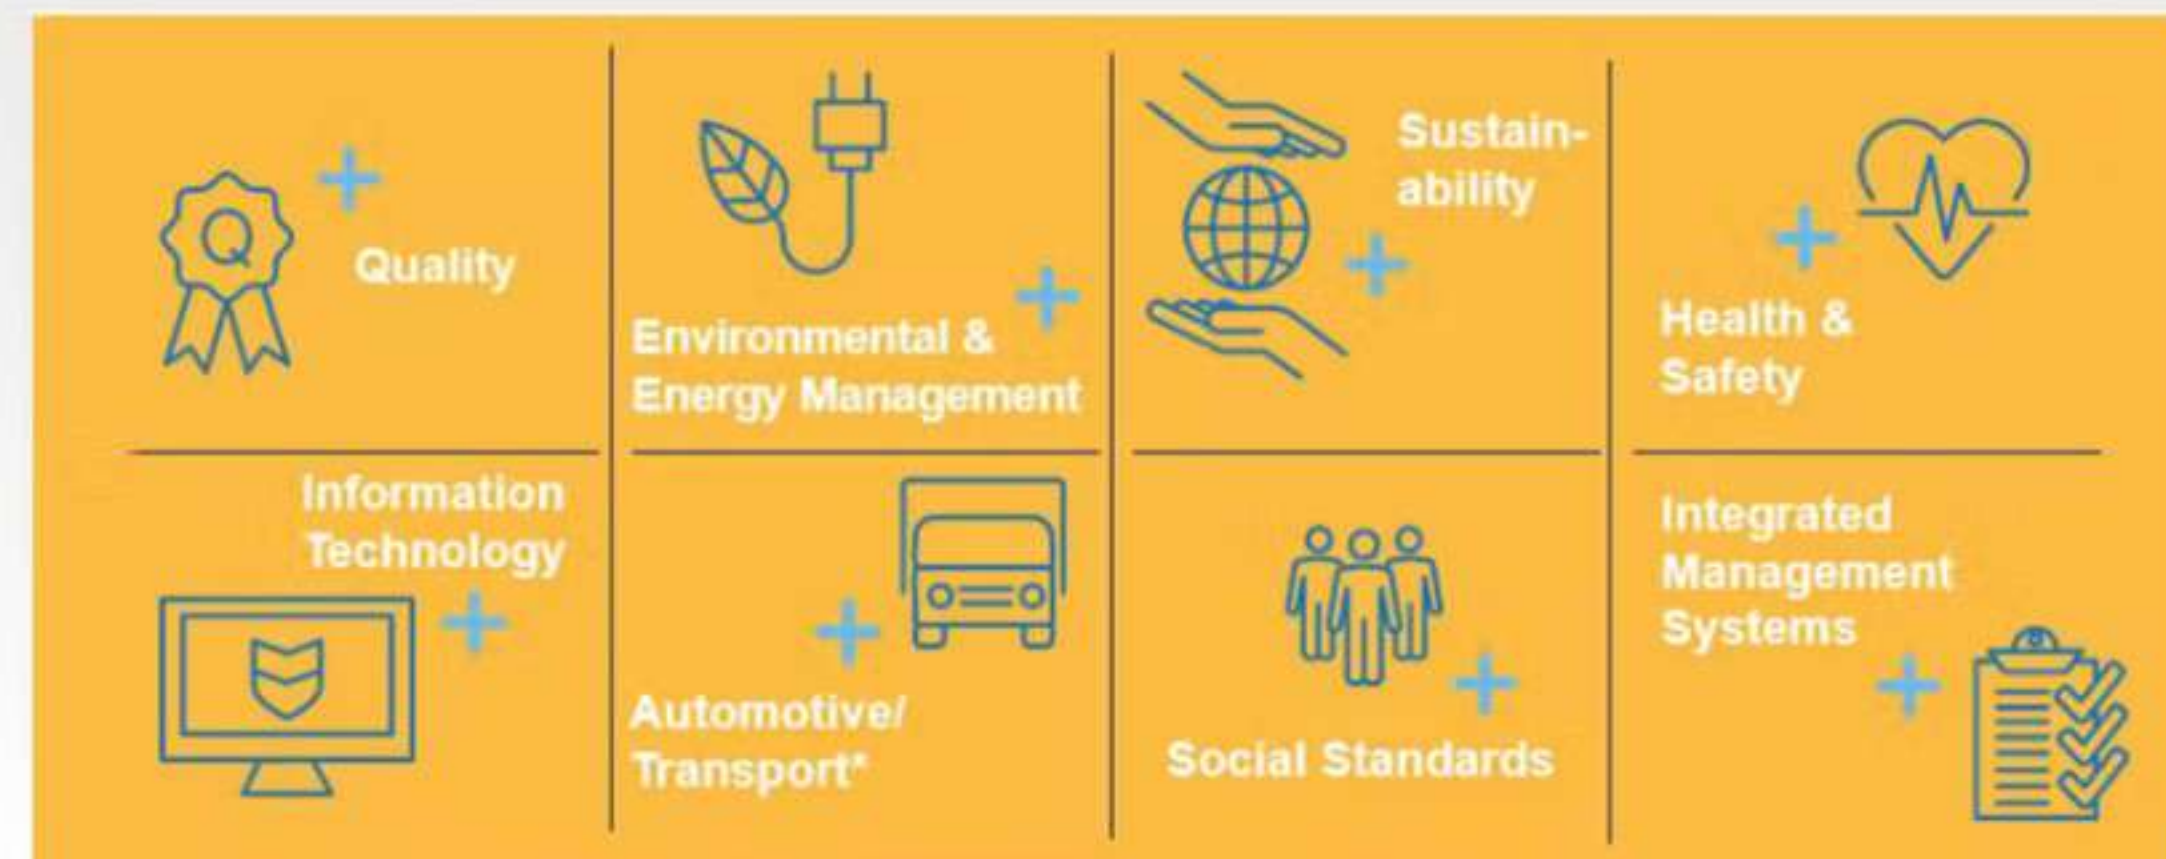 Quality
Environmental &
Energy Management
Sustain-
ability
Health &
Safety
Information
Technology
Automotive/
Transport*
Social Standards
Integrated
Management
Systems
Q